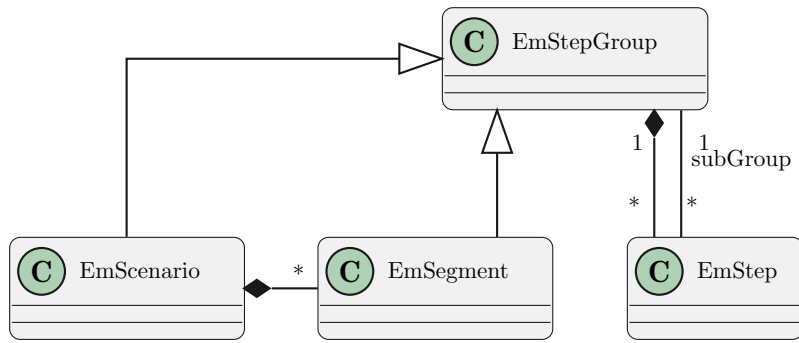 C EmStepGroup
1 1
subGroup
* *
C EmScenario * C EmSegment C EmStep